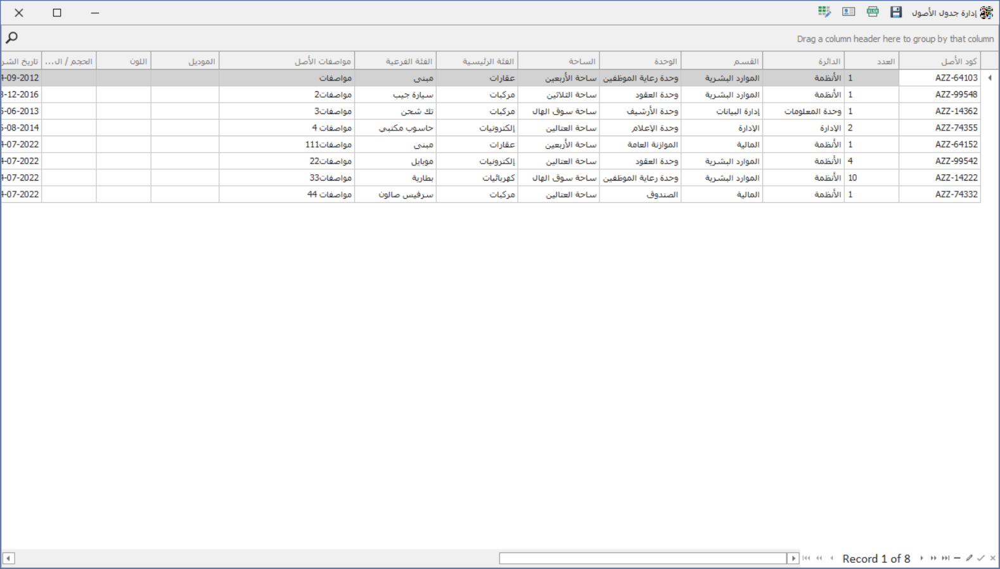 إدارة جدول الأصول
XLSX
Drag a column header here to group by that column
كود الأصل العدد الدائرة القسم الوحدة الساحة الفئة الرئيسية الفئة الفرعية مواصفات الأصل الموديل اللون الحجم / ال... تاريخ الشر
AZZ-64103 1 الأنظمة الموارد البشرية وحدة رعاية الموظفين ساحة الأربعين عقارات مبنى مواصفات 4-09-2012
AZZ-99548 1 الأنظمة الموارد البشرية وحدة العقود ساحة الثلاثين مركبات سيارة جيب مواصفات2 3-12-2016
AZZ-14362 1 وحدة المعلومات إدارة البيانات وحدة الأرشيف ساحة سوق الهال مركبات تك شحن مواصفات3 5-06-2013
AZZ-74355 2 الإدارة الإدارة وحدة الإعلام ساحة العتالين إلكترونيات حاسوب مكتبي مواصفات 4 5-08-2014
AZZ-64152 1 الأنظمة المالية الموازنة العامة ساحة الأربعين عقارات مبنى مواصفات111 4-07-2022
AZZ-99542 4 الأنظمة الموارد البشرية وحدة العقود ساحة العتالين إلكترونيات موبايل مواصفات22 4-07-2022
AZZ-14222 10 الأنظمة الموارد البشرية وحدة رعاية الموظفين ساحة سوق الهال كهربائيات بطارية مواصفات33 4-07-2022
AZZ-74332 1 الأنظمة المالية الصندوق ساحة العتالين مركبات سرفيس صالون مواصفات 44 4-07-2022
Record 1 of 8